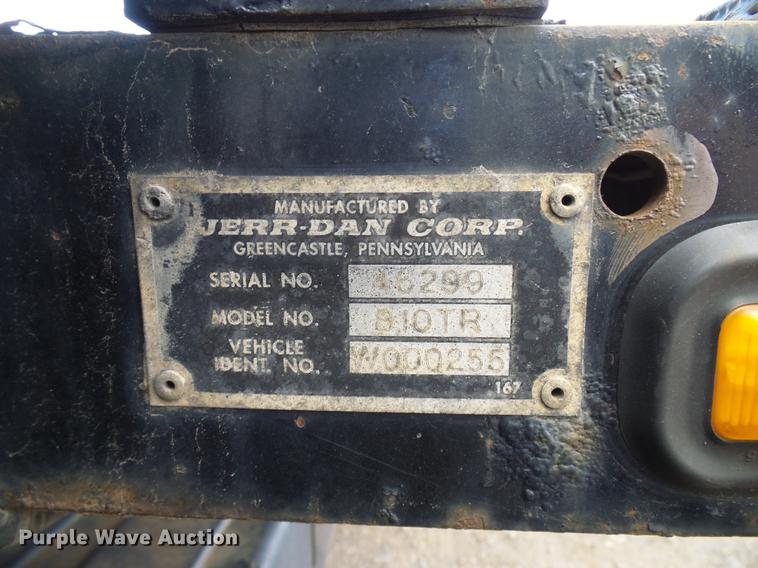 MANUFACTURED BY
JERR-DAN CORP.
GREENCASTLE, PENNSYLVANIA
SERIAL NO. 46299
MODEL NO. 810TR
VEHICLE
IDENT. NO. W000255
167
Purple Wave Auction